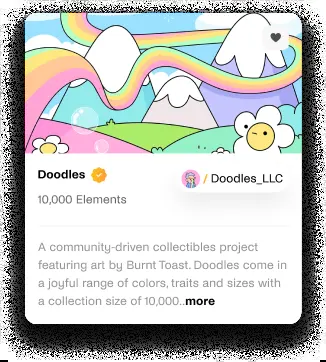 Doodles
/ Doodles_LLC
10,000 Elements
A community-driven collectibles project
featuring art by Burnt Toast. Doodles come in
a joyful range of colors, traits and sizes with
a collection size of 10,000..more